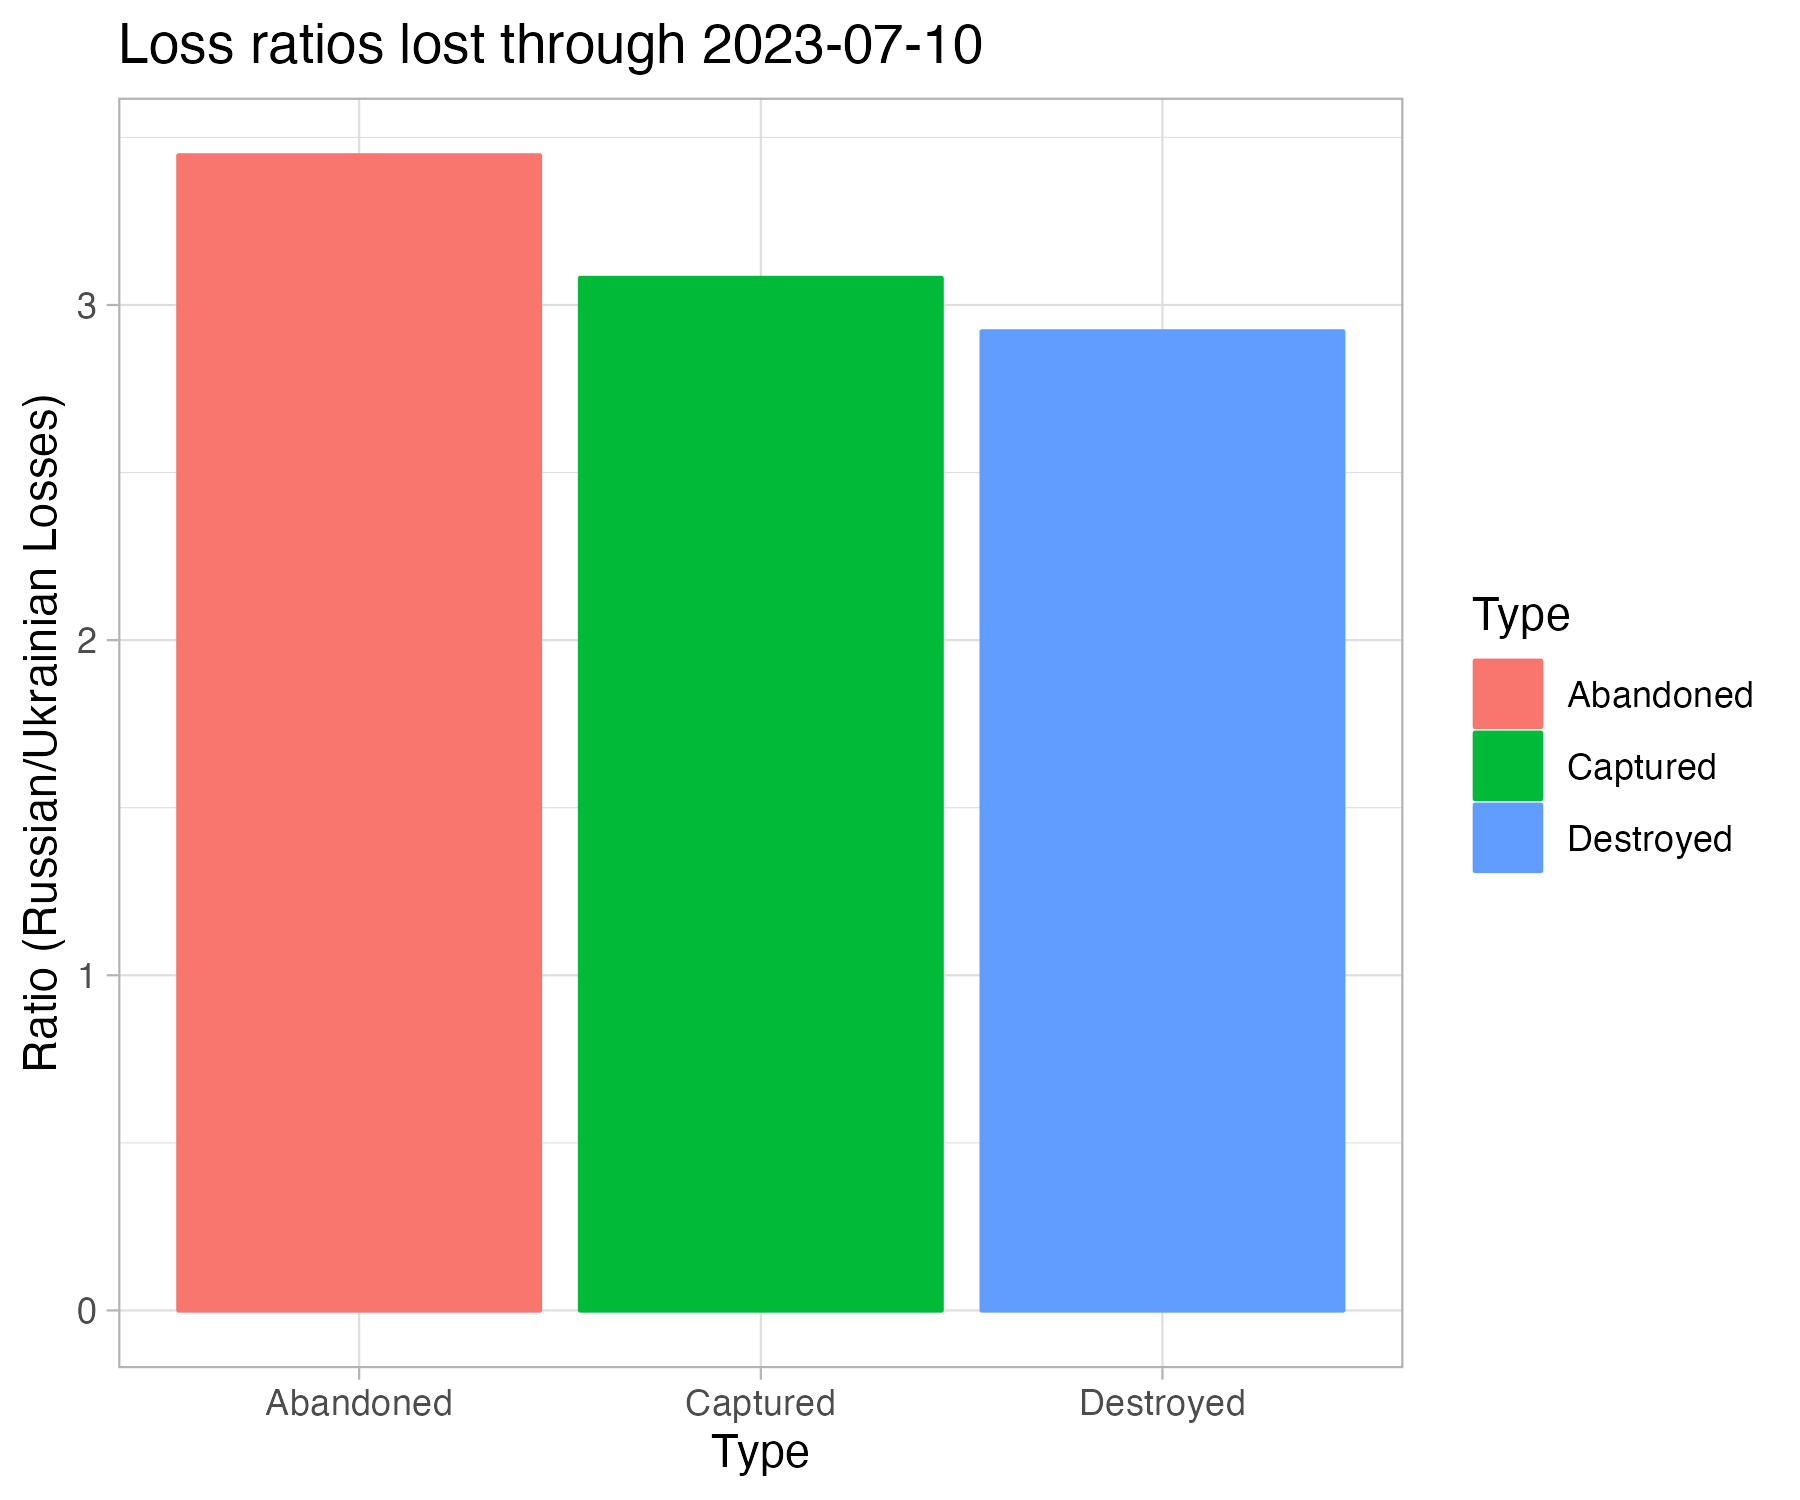 Loss ratios lost through 2023-07-10
Ratio (Russian/Ukrainian Losses)
3
2
1
0
Abandoned
Captured
Destroyed
Type
Type
Abandoned
Captured
Destroyed